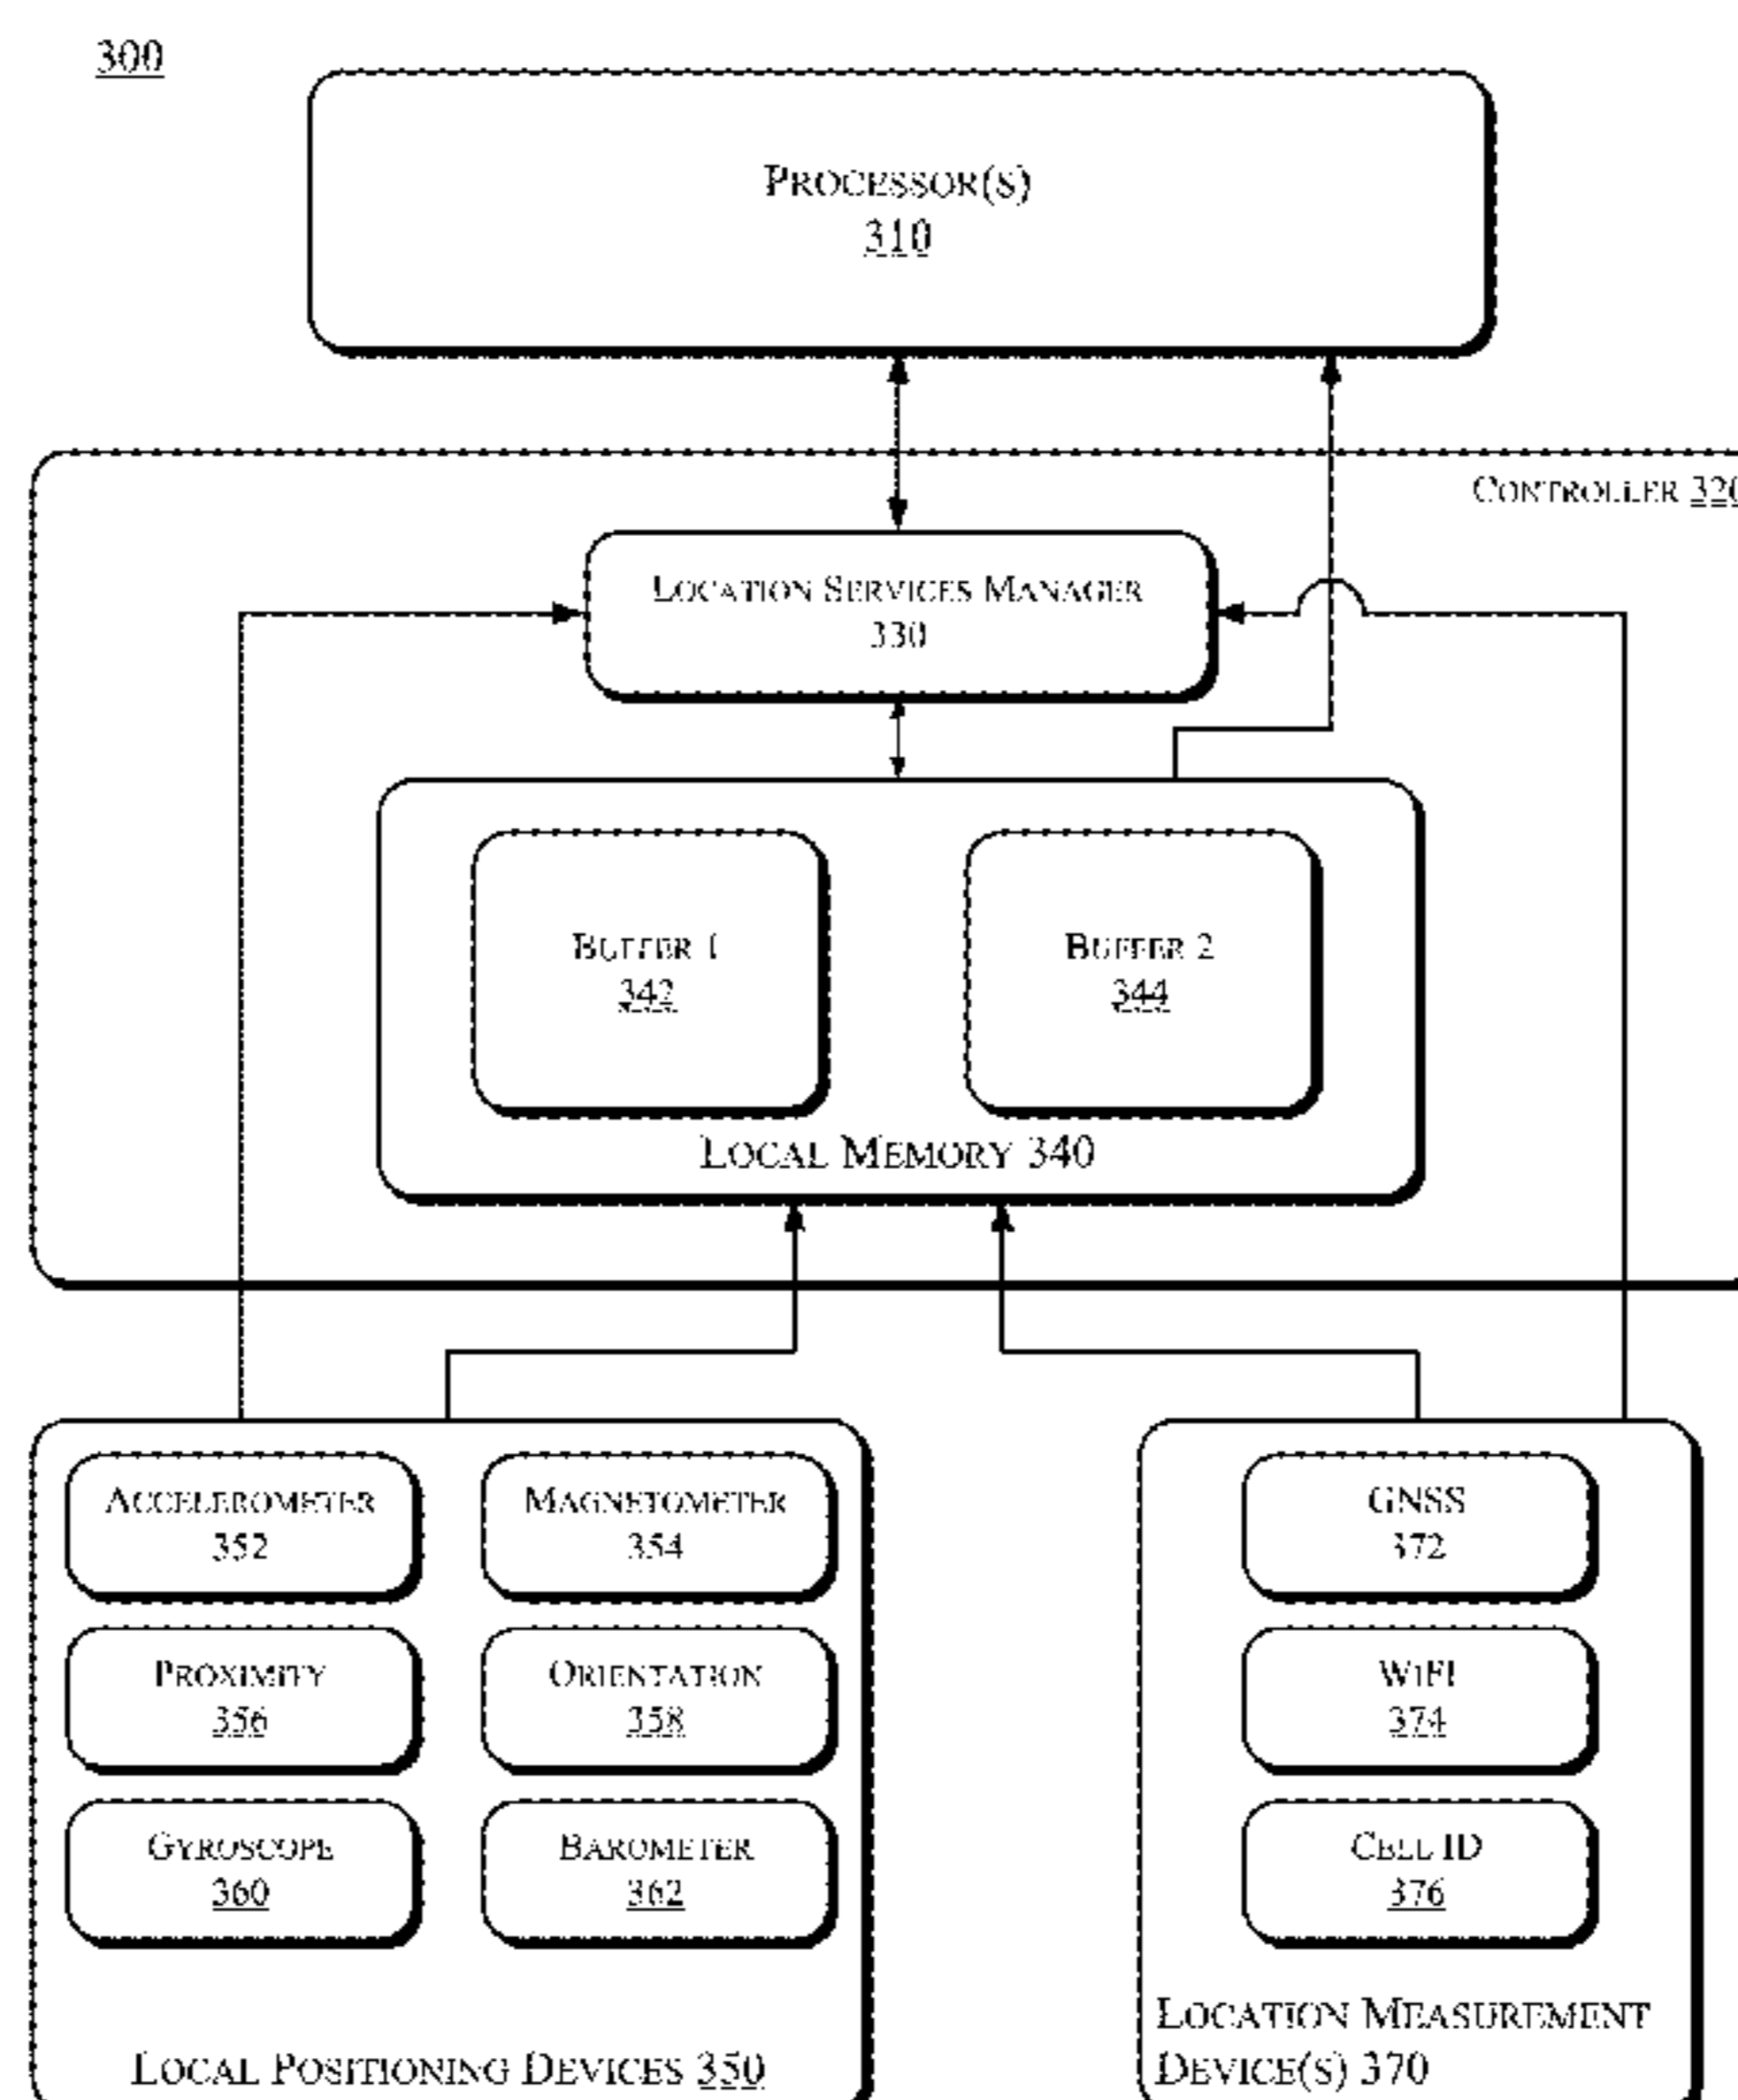 300
PROCESSOR(S)
310
CONTROLLER 320
LOCATION SERVICES MANAGER
330
BUFFER 1
342
BUFFER 2
344
LOCAL MEMORY 340
ACCELEROMETER
352
MAGNETOMETER
354
PROXIMITY
356
ORIENTATION
358
GYROSCOPE
360
BAROMETER
362
LOCAL POSITIONING DEVICES 350
GNSS
372
WIFI
374
CELL ID
376
LOCATION MEASUREMENT
DEVICE(S) 370